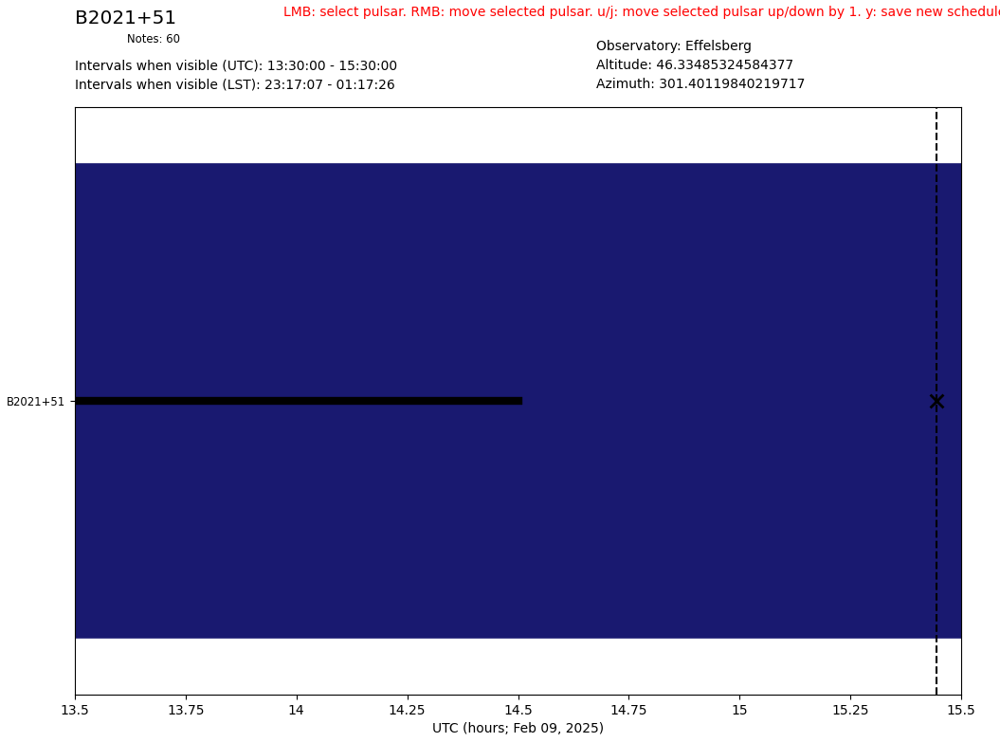 B2021+51
LMB: select pulsar. RMB: move selected pulsar. u/j: move selected pulsar up/down by 1. y: save new schedule
Notes: 60
Observatory: Effelsberg
Intervals when visible (UTC): 13:30:00 - 15:30:00
Altitude: 46.33485324584377
Intervals when visible (LST): 23:17:07 - 01:17:26
Azimuth: 301.40119840219717
B2021+51
13.5 13.75 14 14.25 14.5 14.75 15 15.25 15.5
UTC (hours; Feb 09, 2025)